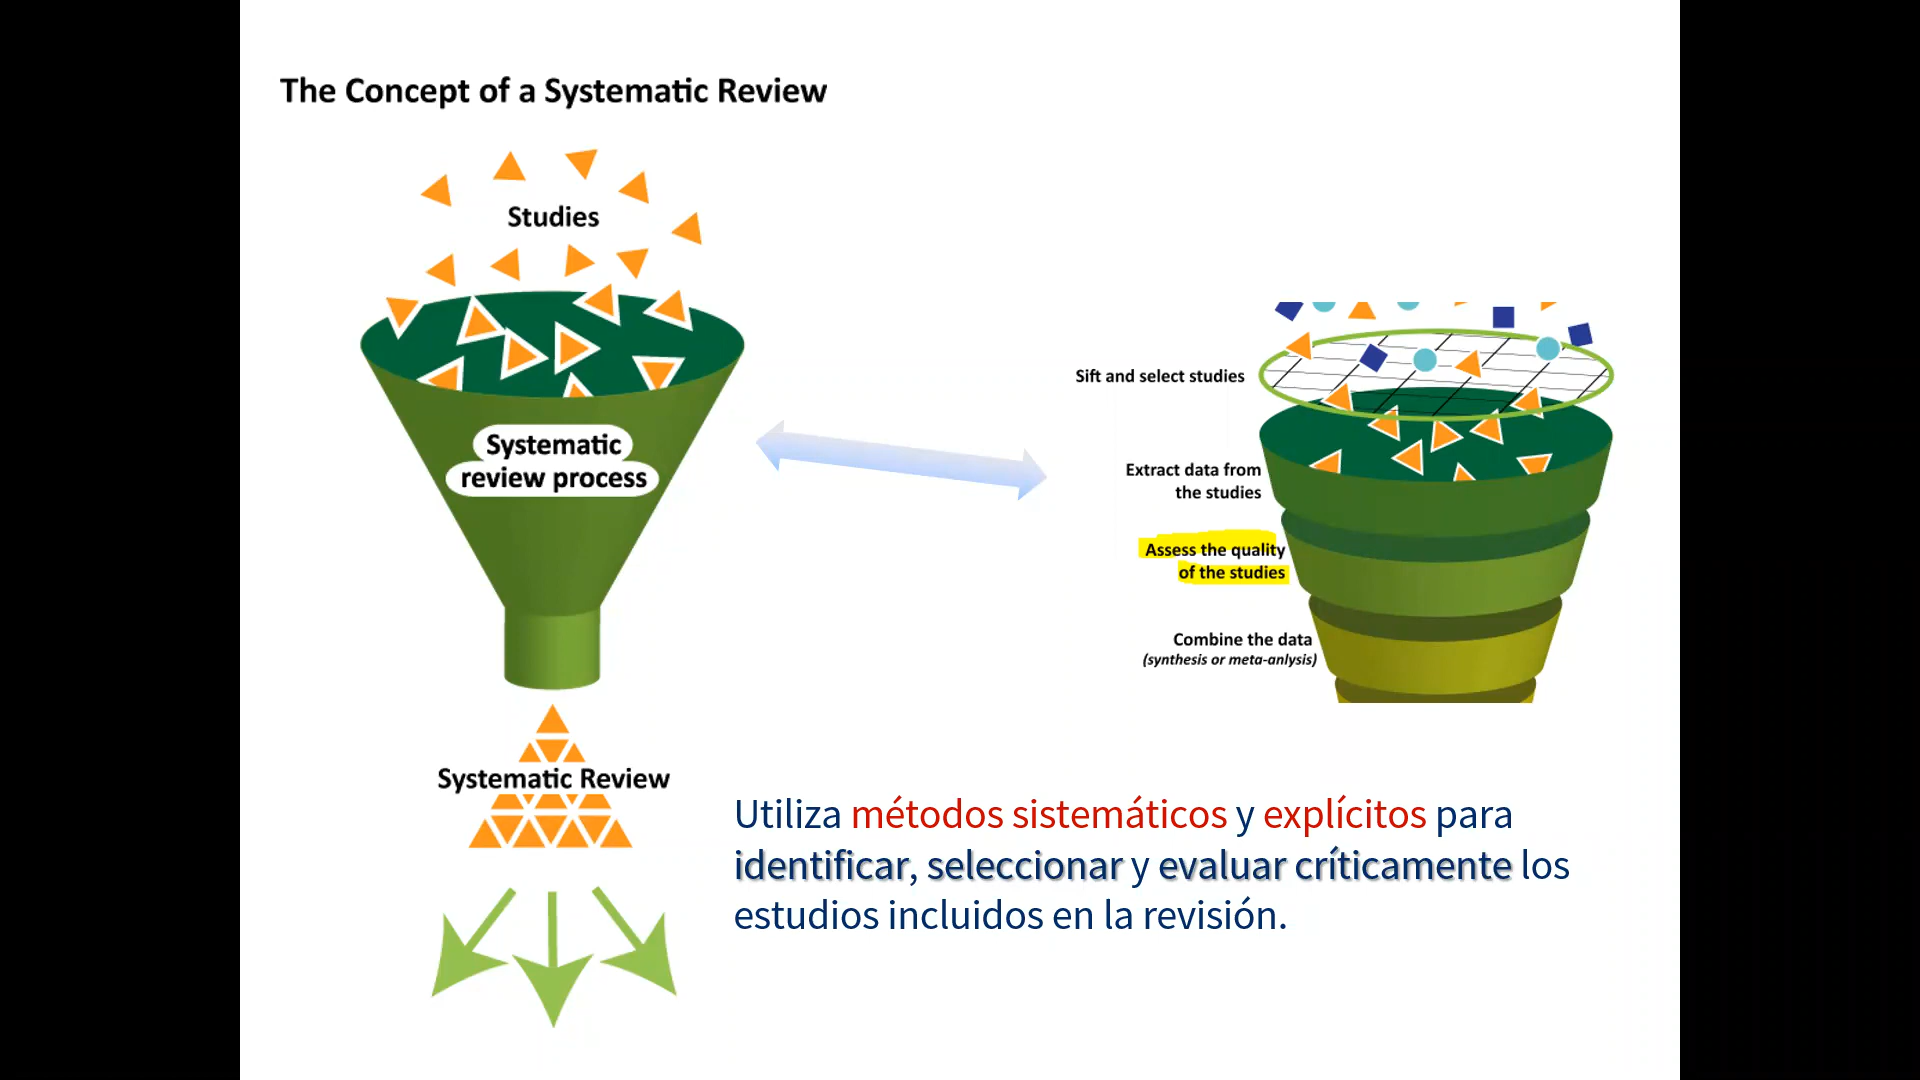 The Concept of a Systematic Review
Studies
Systematic
review process
Systematic Review
Sift and select studies
Extract data from
the studies
Assess the quality
of the studies
Combine the data
(synthesis or meta-anlysis)
Utiliza métodos sistemáticos y explícitos para
identificar, seleccionar y evaluar críticamente los
estudios incluidos en la revisión.